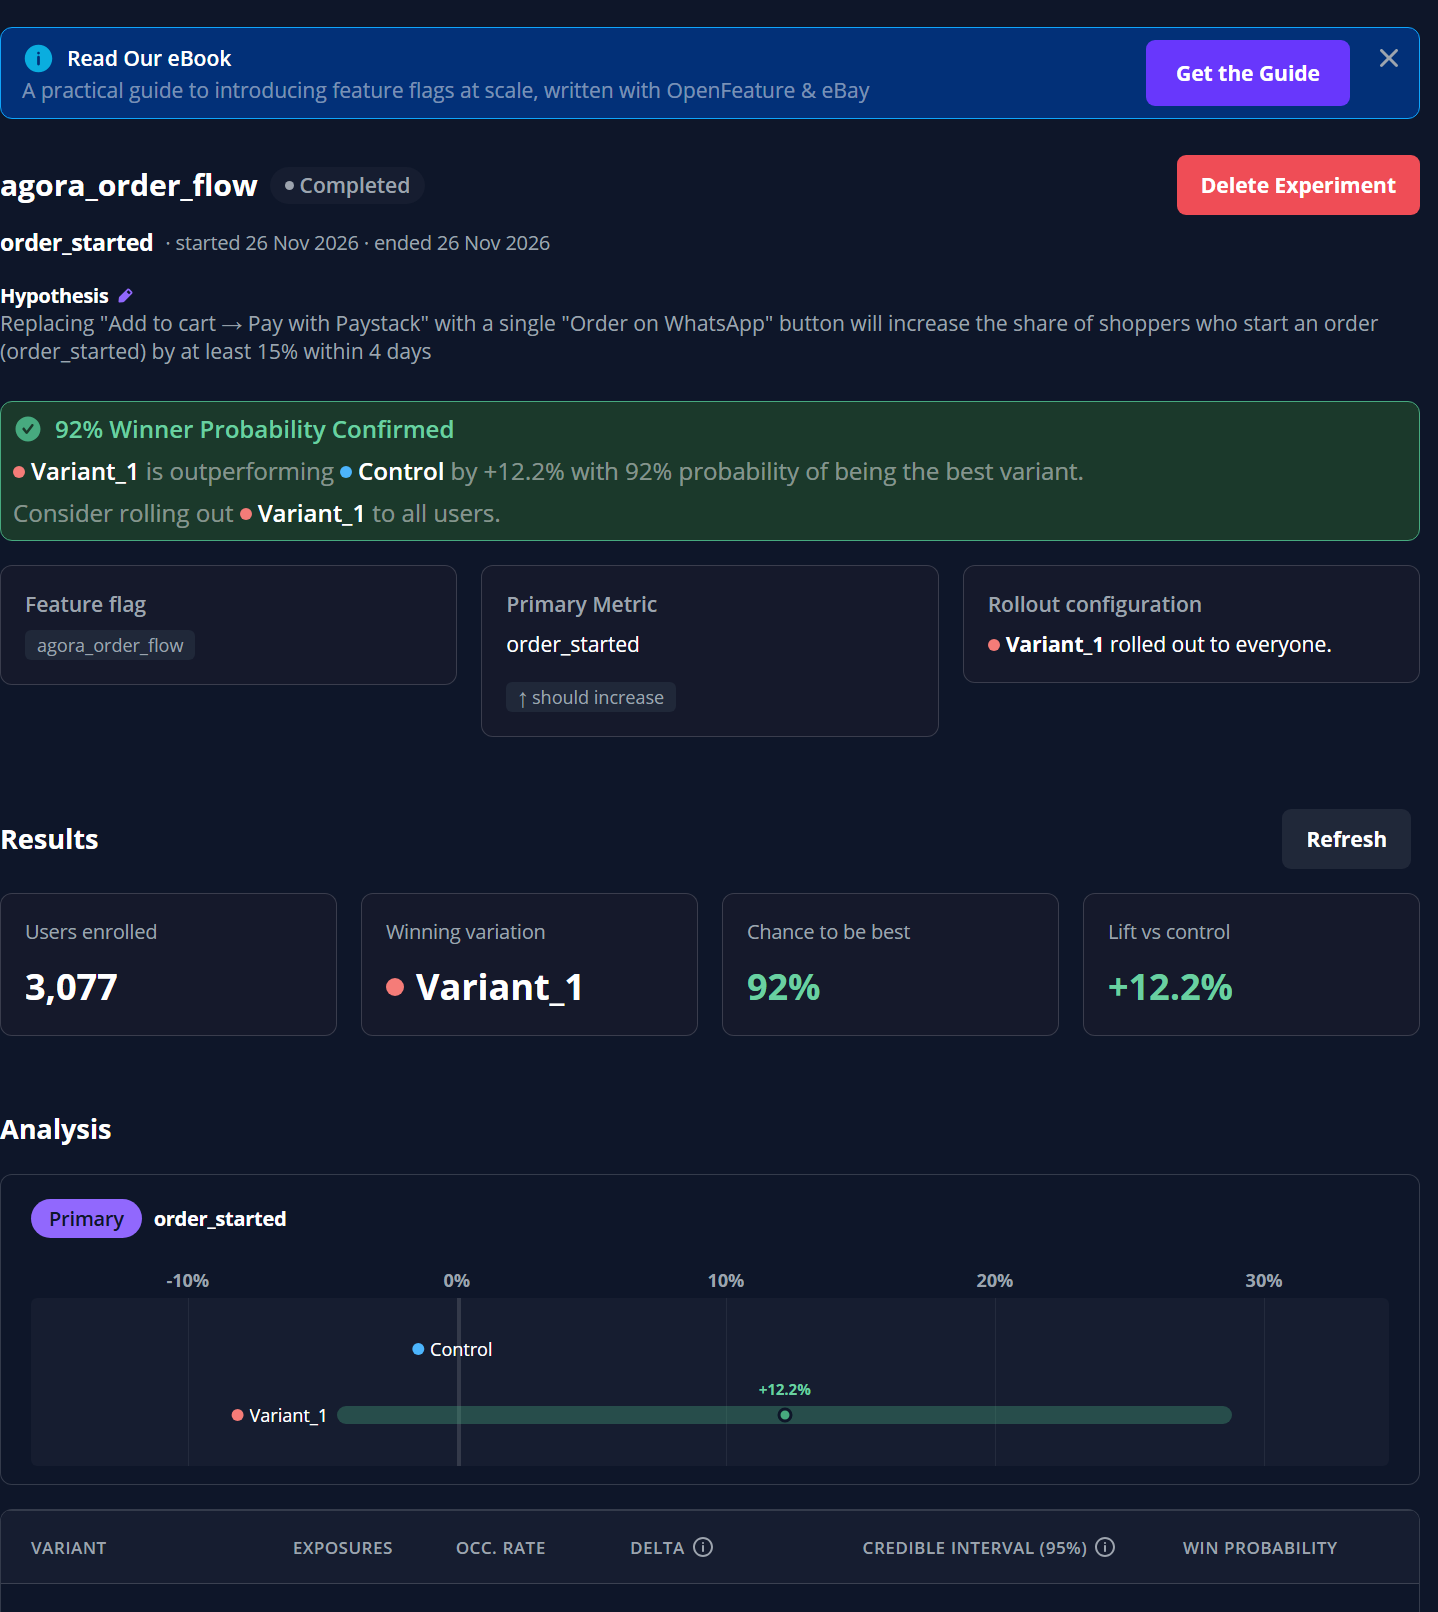 Read Our eBook
A practical guide to introducing feature flags at scale, written with OpenFeature & eBay
Get the Guide
agora_order_flow
Completed
Delete Experiment
order_started · started 26 Nov 2026 · ended 26 Nov 2026
Hypothesis
Replacing "Add to cart → Pay with Paystack" with a single "Order on WhatsApp" button will increase the share of shoppers who start an order
(order_started) by at least 15% within 4 days
92% Winner Probability Confirmed
Variant_1 is outperforming Control by +12.2% with 92% probability of being the best variant.
Consider rolling out Variant_1 to all users.
Feature flag
agora_order_flow
Primary Metric
order_started
↑ should increase
Rollout configuration
Variant_1 rolled out to everyone.
Results
Refresh
Users enrolled
3,077
Winning variation
Variant_1
Chance to be best
92%
Lift vs control
+12.2%
Analysis
Primary order_started
-10% 0% 10% 20% 30%
Control
+12.2%
Variant_1
VARIANT EXPOSURES OCC. RATE DELTA CREDIBLE INTERVAL (95%) WIN PROBABILITY